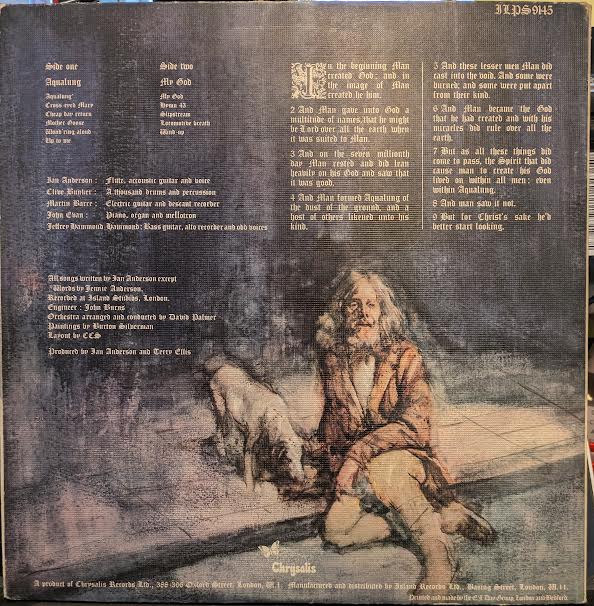 ILPS 9145
Side one
Aqualung
Aqualung*
Cross eyed Mary
Cheap day return
Mother Goose
Wond'ring aloud
Up to me
Side two
My God
My God
Hymn 43
Slipstream
Locomotive breath
Wind-up
Ian Anderson : Flute, accoustic guitar and voice
Clive Bunker : A thousand drums and percussion
Martin Barre : Electric guitar and descant recorder
John Evan : Piano, organ and mellotron
Jeffrey Hammond-Hammond: Bass guitar, alto recorder and odd voices
All songs written by Ian Anderson except
*Words by Jennie Anderson.
Recorded at Island Studios, London.
Engineer : John Burns
Orchestra arranged and conducted by David Palmer
Paintings by Burton Silverman
Layout by CCS
Produced by Ian Anderson and Terry Ellis
In the beginning Man
created God; and in
the image of Man
created he him.
2 And Man gave unto God a
multitude of names, that he might
be Lord over all the earth when
it was suited to Man.
3 And on the seven millionth
day Man rested and did lean
heavily on his God and saw that
it was good.
4 And Man formed Aqualung of
the dust of the ground, and a
host of others likened unto his
kind.
5 And these lesser men Man did
cast into the void. And some were
burned; and some were put apart
from their kind.
6 And Man became the God
that he had created and with his
miracles did rule over all the
earth.
7 But as all these things did
come to pass, the Spirit that did
cause man to create his God
lived on within all men : even
within Aqualung.
8 And man saw it not.
9 But for Christ's sake he'd
better start looking.
Chrysalis
A product of Chrysalis Records Ltd., 388-396 Oxford Street, London, W.1. Manufactured and distributed by Island Records Ltd., Basing Street, London, W.11.
Printed and made by the E.J. Day Group, London and Bedford.